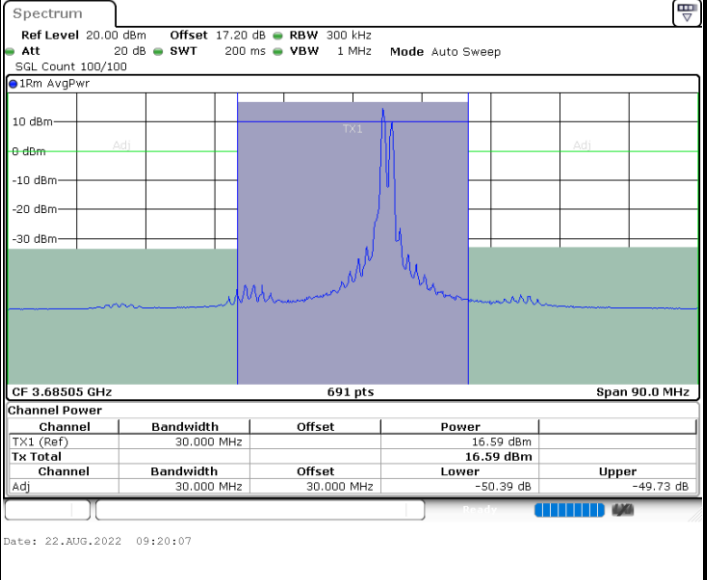 Spectrum
Ref Level 20.00 dBm Offset 17.20 dB RBW 300 kHz
Att 20 dB SWT 200 ms VBW 1 MHz Mode Auto Sweep
SGL Count 100/100
1Rm AvgPwr
10 dBm
TX1
0 dBm
Adj Adj
-10 dBm
-20 dBm
-30 dBm
CF 3.68505 GHz 691 pts Span 90.0 MHz
Channel Power
Channel Bandwidth Offset Power
TX1 (Ref) 30.000 MHz 16.59 dBm
Tx Total 16.59 dBm
Channel Bandwidth Offset Lower Upper
Adj 30.000 MHz 30.000 MHz -50.39 dB -49.73 dB
Ready
Date: 22.AUG.2022 09:20:07